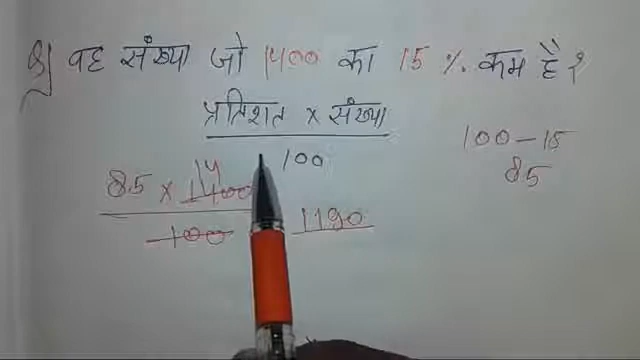 Q) वह संख्या जो 1400 का 15 % कम है ?
प्रतिशत x संख्या
100
100 - 15
85
85 x 1400
14
100
1190